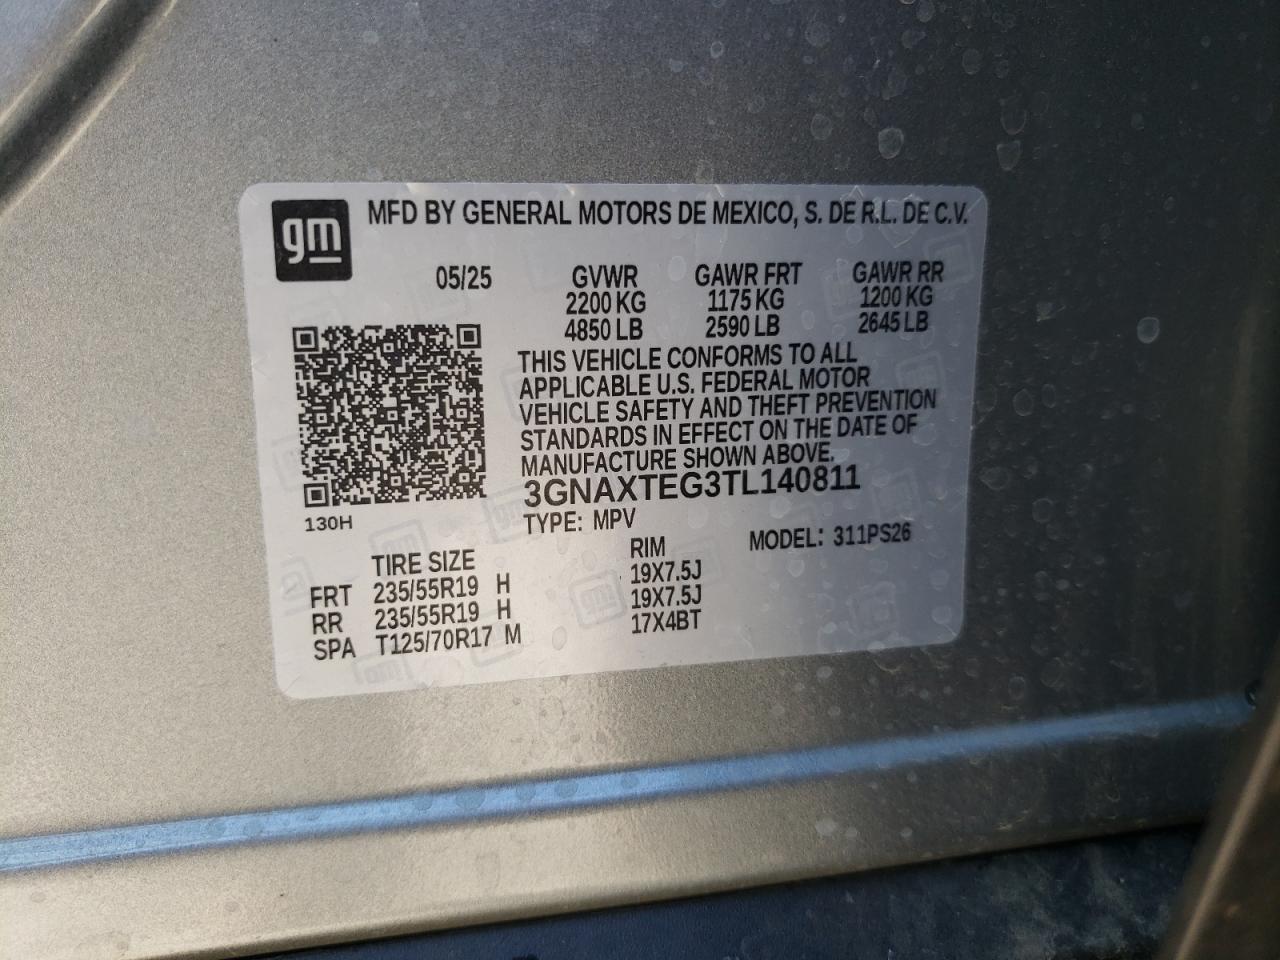 gm
MFD BY GENERAL MOTORS DE MEXICO, S. DE R.L. DE C.V.
05/25 GVWR GAWR FRT GAWR RR
2200 KG 1175 KG 1200 KG
4850 LB 2590 LB 2645 LB
THIS VEHICLE CONFORMS TO ALL
APPLICABLE U.S. FEDERAL MOTOR
VEHICLE SAFETY AND THEFT PREVENTION
STANDARDS IN EFFECT ON THE DATE OF
MANUFACTURE SHOWN ABOVE.
3GNAXTEG3TL140811
130H
TYPE: MPV MODEL: 311PS26
TIRE SIZE RIM
FRT 235/55R19 H 19X7.5J
RR 235/55R19 H 19X7.5J
SPA T125/70R17 M 17X4BT